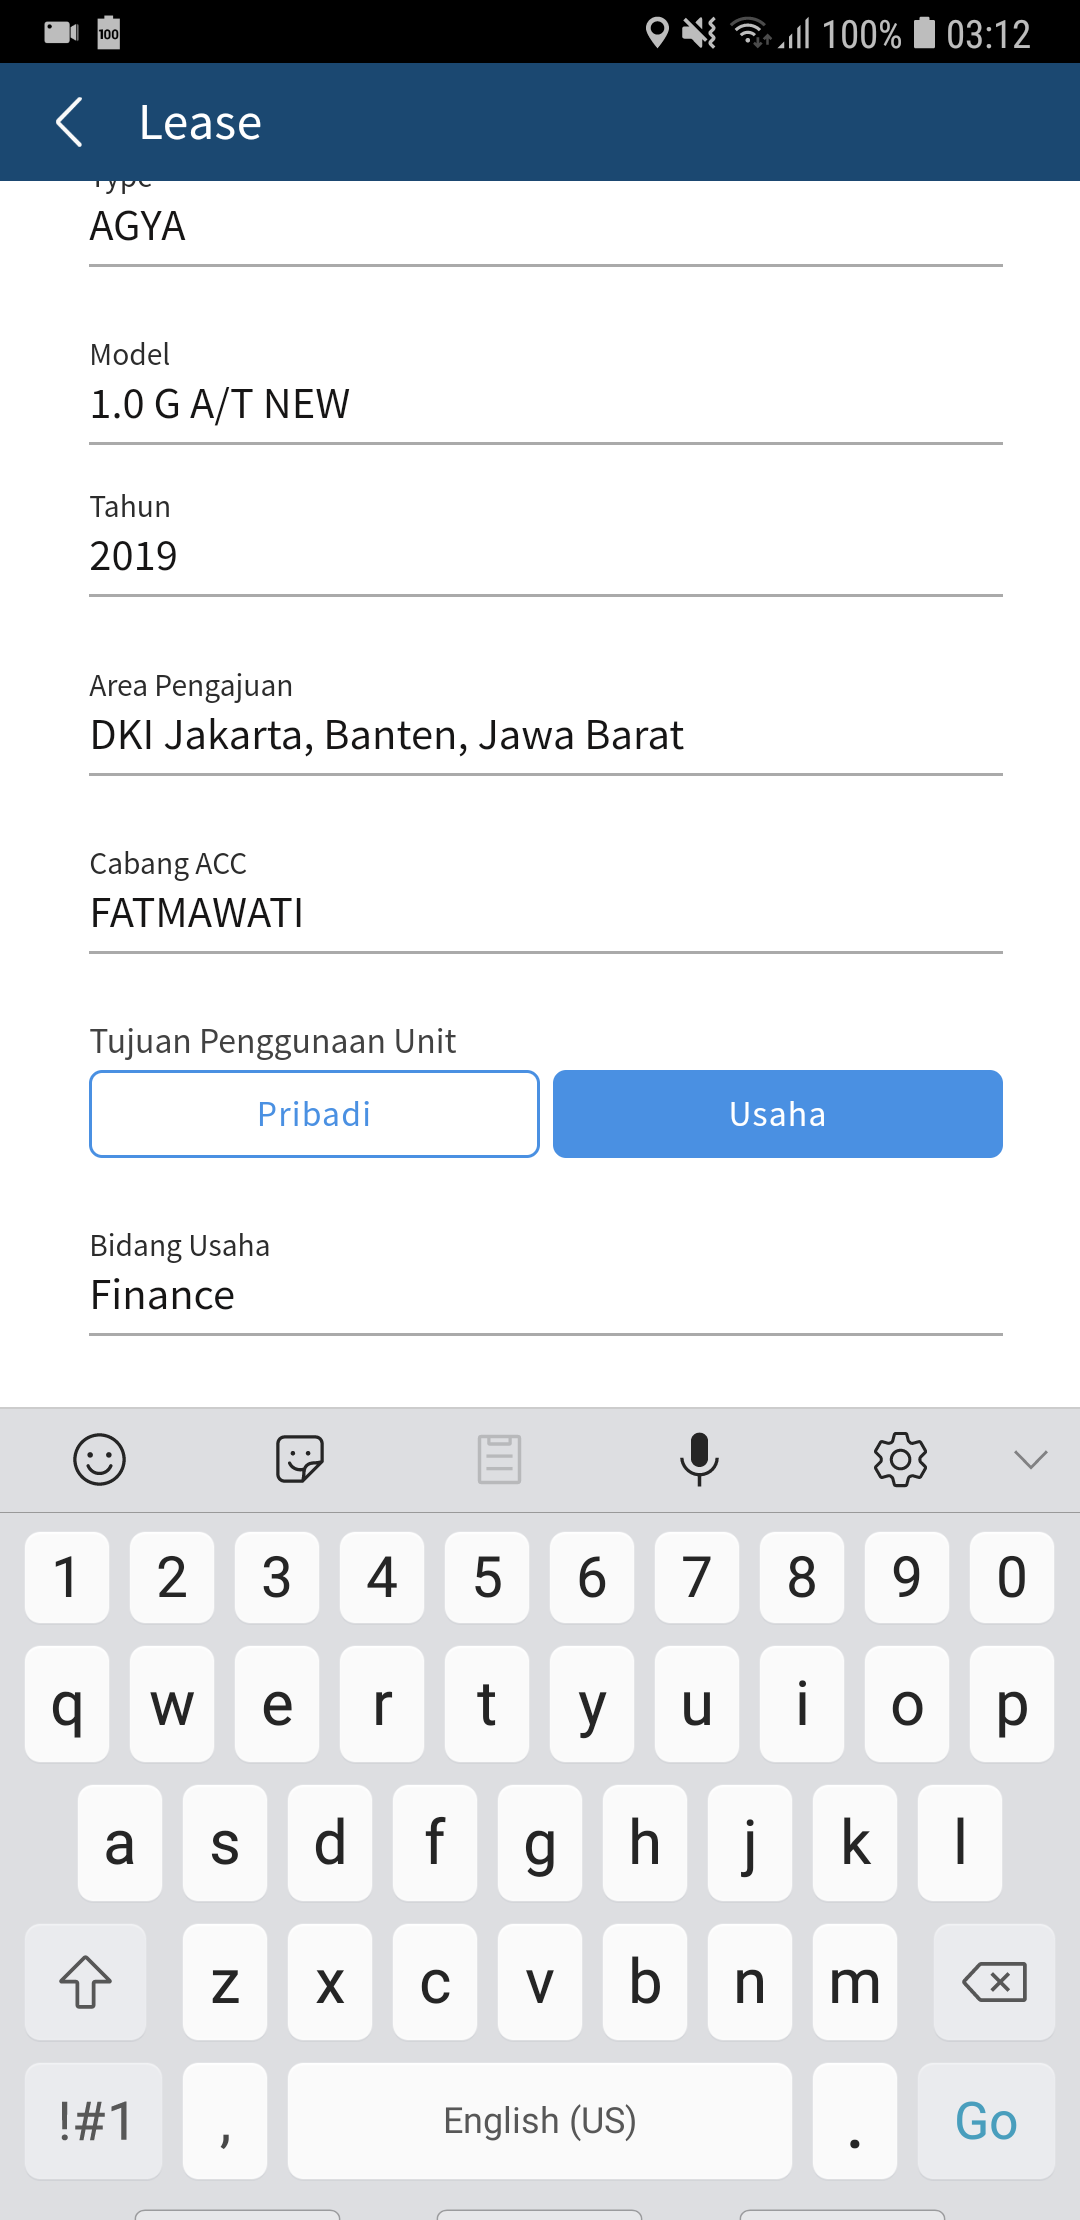 100 100% 03:12
Lease
Type
AGYA
Model
1.0 G A/T NEW
Tahun
2019
Area Pengajuan
DKI Jakarta, Banten, Jawa Barat
Cabang ACC
FATMAWATI
Tujuan Penggunaan Unit
Pribadi Usaha
Bidang Usaha
Finance
1 2 3 4 5 6 7 8 9 0
q w e r t y u i o p
a s d f g h j k l
z x c v b n m
!#1 , English (US) . Go